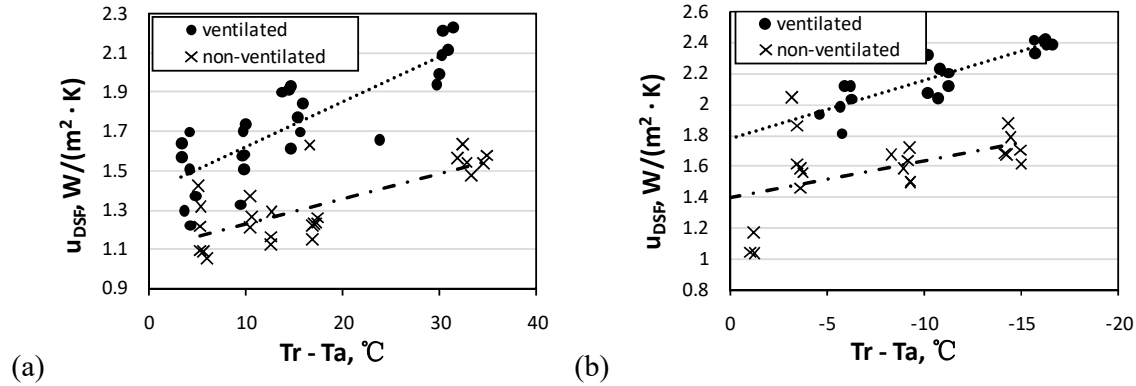 2.3
2.1
1.9
1.7
1.5
1.3
1.1
0.9
u_DSF, W/(m² · K)
ventilated
non-ventilated
0 10 20 30 40
Tr - Ta, ℃
(a)
2.6
2.4
2.2
2
1.8
1.6
1.4
1.2
1
0.8
u_DSF, W/(m² · K)
ventilated
non-ventilated
0 -5 -10 -15 -20
Tr - Ta, ℃
(b)